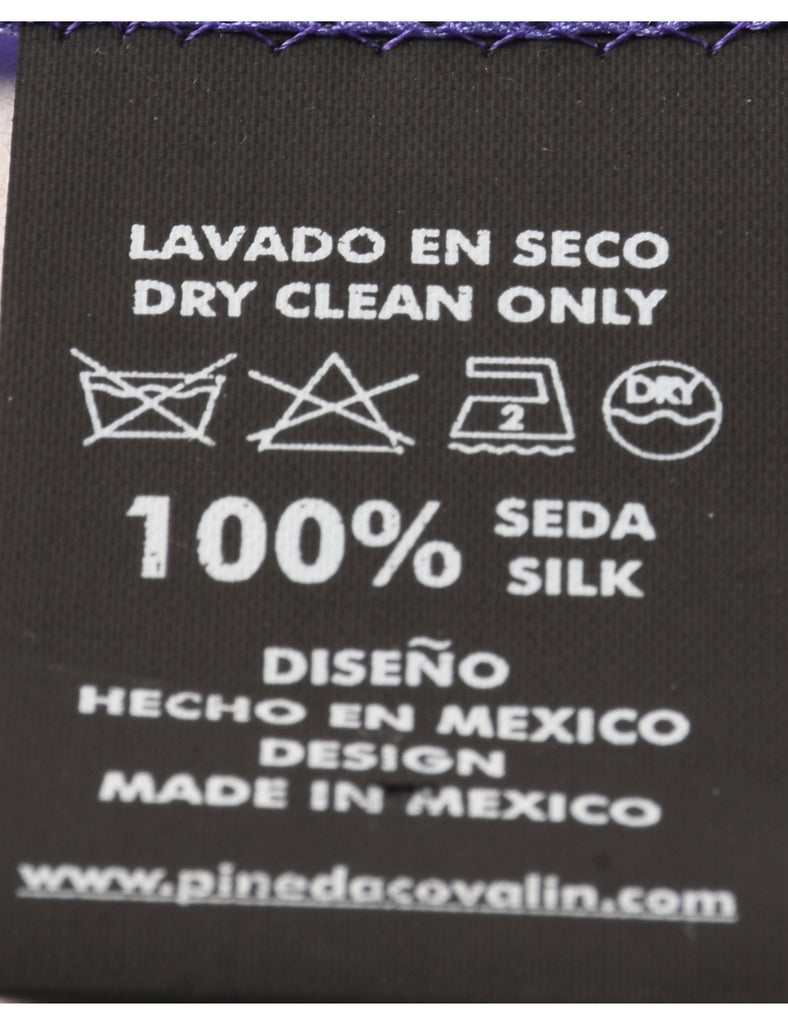 LAVADO EN SECO
DRY CLEAN ONLY
2 DRY
100% SEDA
SILK
DISEÑO
HECHO EN MEXICO
DESIGN
MADE IN MEXICO
www.pinedacovalin.com